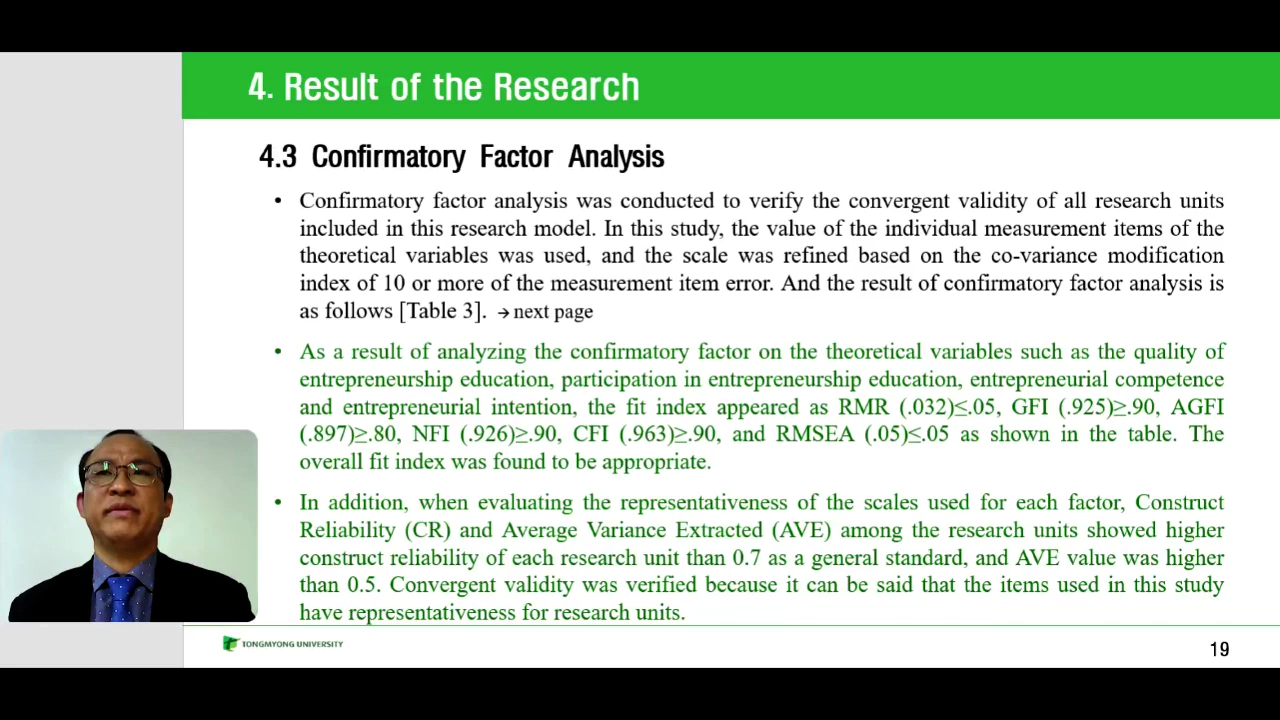 4. Result of the Research
4.3 Confirmatory Factor Analysis
• Confirmatory factor analysis was conducted to verify the convergent validity of all research units
included in this research model. In this study, the value of the individual measurement items of the
theoretical variables was used, and the scale was refined based on the co-variance modification
index of 10 or more of the measurement item error. And the result of confirmatory factor analysis is
as follows [Table 3]. → next page
• As a result of analyzing the confirmatory factor on the theoretical variables such as the quality of
entrepreneurship education, participation in entrepreneurship education, entrepreneurial competence
and entrepreneurial intention, the fit index appeared as RMR (.032)≤.05, GFI (.925)≥.90, AGFI
(.897)≥.80, NFI (.926)≥.90, CFI (.963)≥.90, and RMSEA (.05)≤.05 as shown in the table. The
overall fit index was found to be appropriate.
• In addition, when evaluating the representativeness of the scales used for each factor, Construct
Reliability (CR) and Average Variance Extracted (AVE) among the research units showed higher
construct reliability of each research unit than 0.7 as a general standard, and AVE value was higher
than 0.5. Convergent validity was verified because it can be said that the items used in this study
have representativeness for research units.
TONGMYONG UNIVERSITY
19